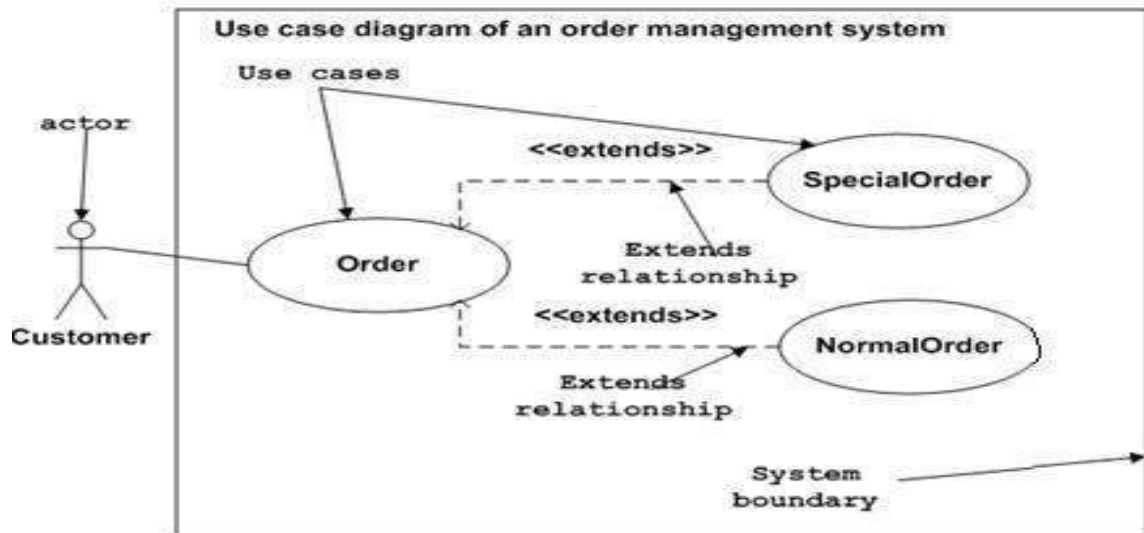 Use case diagram of an order management system
Use cases
actor
<<extends>>
SpecialOrder
Extends
relationship
Order
<<extends>>
Customer
NormalOrder
Extends
relationship
System
boundary